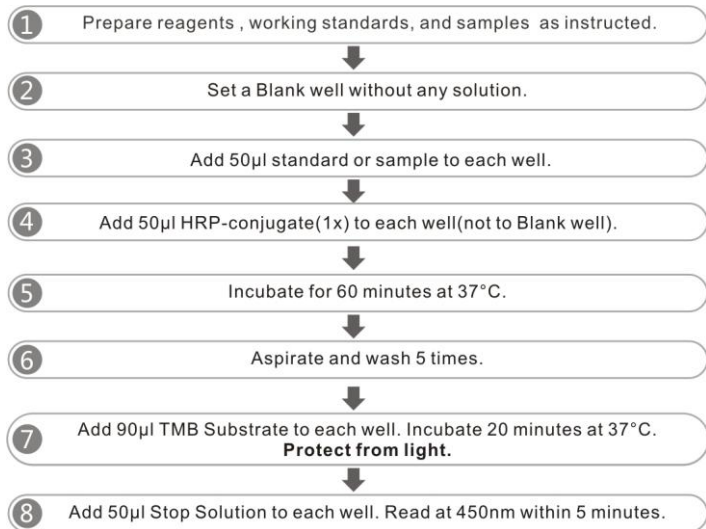 1 Prepare reagents , working standards, and samples as instructed.
2 Set a Blank well without any solution.
3 Add 50µl standard or sample to each well.
4 Add 50µl HRP-conjugate(1x) to each well(not to Blank well).
5 Incubate for 60 minutes at 37°C.
6 Aspirate and wash 5 times.
7 Add 90µl TMB Substrate to each well. Incubate 20 minutes at 37°C.
Protect from light.
8 Add 50µl Stop Solution to each well. Read at 450nm within 5 minutes.